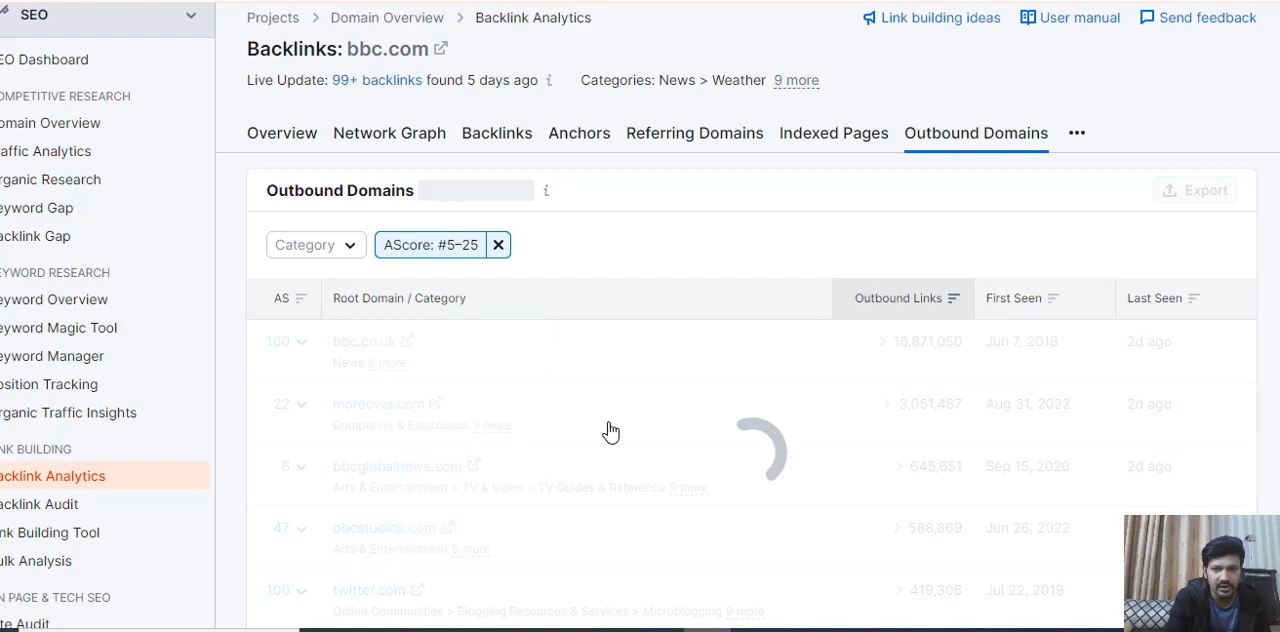 SEO
Projects > Domain Overview > Backlink Analytics
Link building ideas
User manual
Send feedback
Backlinks: bbc.com
Live Update: 99+ backlinks found 5 days ago i Categories: News > Weather 9 more
Overview Network Graph Backlinks Anchors Referring Domains Indexed Pages Outbound Domains •••
EO Dashboard
OMPETITIVE RESEARCH
omain Overview
raffic Analytics
rganic Research
eyword Gap
acklink Gap
EYWORD RESEARCH
eyword Overview
eyword Magic Tool
eyword Manager
osition Tracking
rganic Traffic Insights
NK BUILDING
acklink Analytics
acklink Audit
nk Building Tool
ulk Analysis
N PAGE & TECH SEO
te Audit
Outbound Domains i
Export
Category
AScore: #5–25
AS Root Domain / Category Outbound Links First Seen Last Seen
100 bbc.co.uk > 16,871,050 Jun 7, 2018 2d ago
News 8 more
22 moreover.com > 3,051,487 Aug 31, 2022 2d ago
Computers & Electronics 9 more
6 bbcglobalnews.com > 645,651 Sep 15, 2020 2d ago
Arts & Entertainment > TV & Video > TV Guides & Reference 9 more
47 bbcstudios.com > 588,869 Jun 26, 2022
Arts & Entertainment 9 more
100 twitter.com > 419,306 Jul 22, 2019
Online Communities > Blogging Resources & Services > Microblogging 9 more